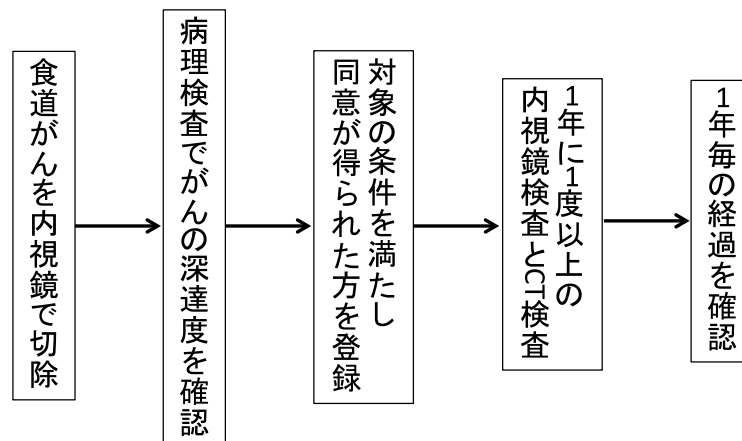 食道がんを内視鏡で切除
病理検査でがんの深達度を確認
対象の条件を満たし
同意が得られた方を登録
1年に1度以上の
内視鏡検査とCT検査
1年毎の経過を確認